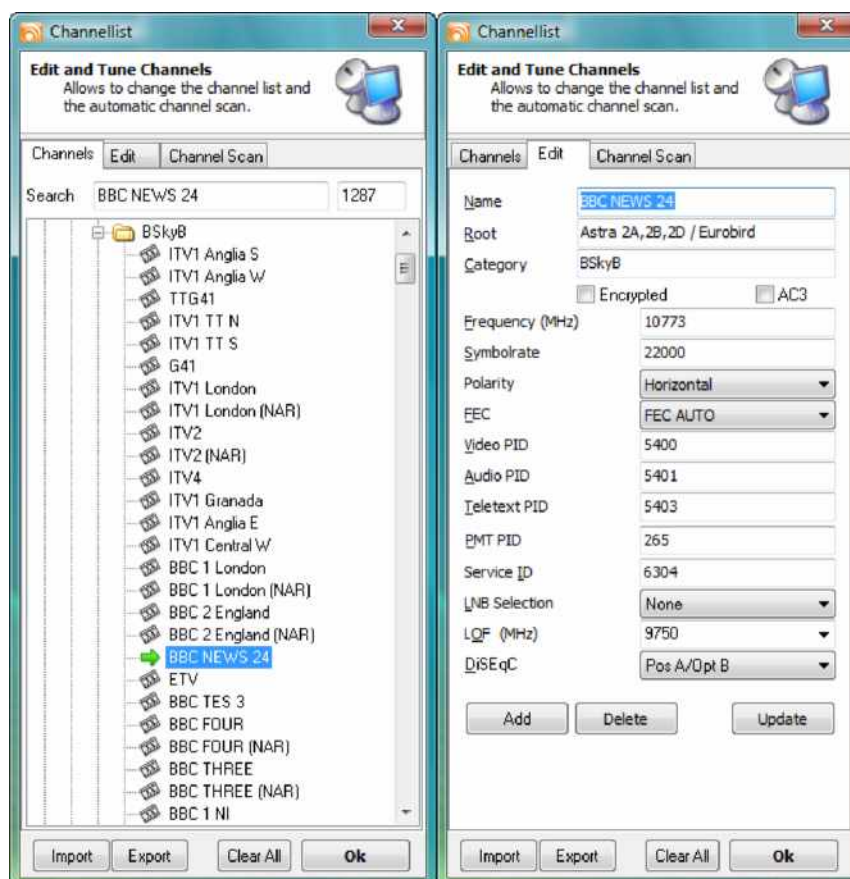 Channellist
Edit and Tune Channels
Allows to change the channel list and
the automatic channel scan.
Channels Edit Channel Scan
Search BBC NEWS 24 1287
BSkyB
ITV1 Anglia S
ITV1 Anglia W
TTG41
ITV1 TT N
ITV1 TT S
G41
ITV1 London
ITV1 London (NAR)
ITV2
ITV2 (NAR)
ITV4
ITV1 Granada
ITV1 Anglia E
ITV1 Central W
BBC 1 London
BBC 1 London (NAR)
BBC 2 England
BBC 2 England (NAR)
BBC NEWS 24
ETV
BBC TES 3
BBC FOUR
BBC FOUR (NAR)
BBC THREE
BBC THREE (NAR)
BBC 1 NI
Import Export Clear All Ok
Channellist
Edit and Tune Channels
Allows to change the channel list and
the automatic channel scan.
Channels Edit Channel Scan
Name BBC NEWS 24
Root Astra 2A,2B,2D / Eurobird
Category BSkyB
Encrypted AC3
Frequency (MHz) 10773
Symbolrate 22000
Polarity Horizontal
FEC FEC AUTO
Video PID 5400
Audio PID 5401
Teletext PID 5403
PMT PID 265
Service ID 6304
LNB Selection None
LOF (MHz) 9750
DiSEqC Pos A/Opt B
Add Delete Update
Import Export Clear All Ok